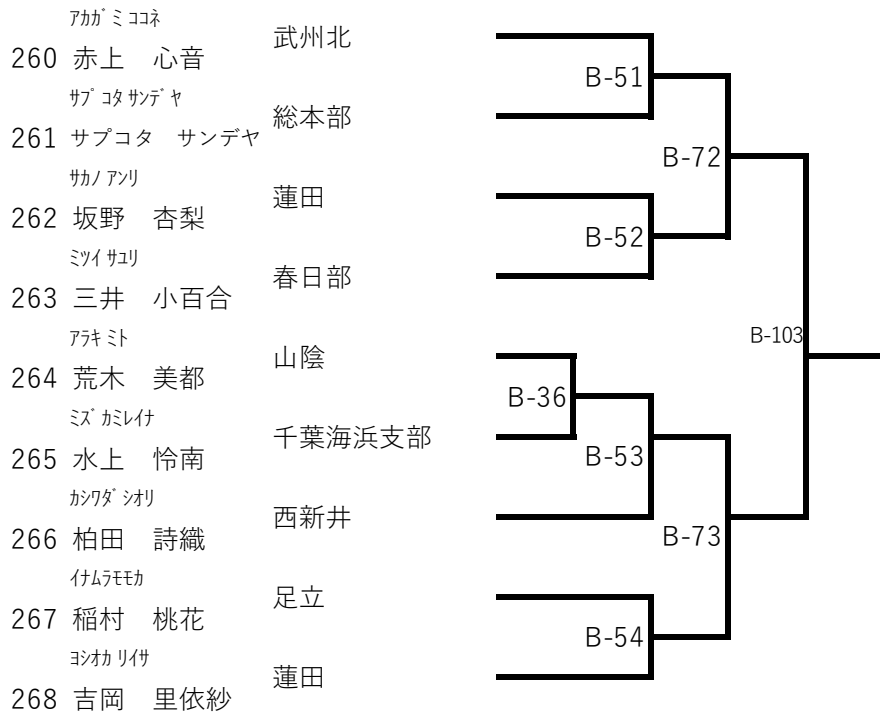 ｱｶｶﾞﾐ ｺｺﾈ
260 赤上　心音 武州北
ｻﾌﾟｺﾀ ｻﾝﾃﾞﾔ
B-51
261 サプコタ　サンデヤ 総本部
B-72
ｻｶﾉ ｱﾝﾘ
262 坂野　杏梨 蓮田
B-52
ﾐﾂｲ ｻﾕﾘ
263 三井　小百合 春日部
B-103
ｱﾗｷ ﾐﾄ
264 荒木　美都 山陰
B-36
ﾐｽﾞｶﾐﾚｲﾅ
265 水上　怜南 千葉海浜支部
B-53
ｶｼﾜﾀﾞ ｼｵﾘ
266 柏田　詩織 西新井
B-73
ｲﾅﾑﾗﾓﾓｶ
267 稲村　桃花 足立
B-54
ﾖｼｵｶ ﾘｲｻ
268 吉岡　里依紗 蓮田